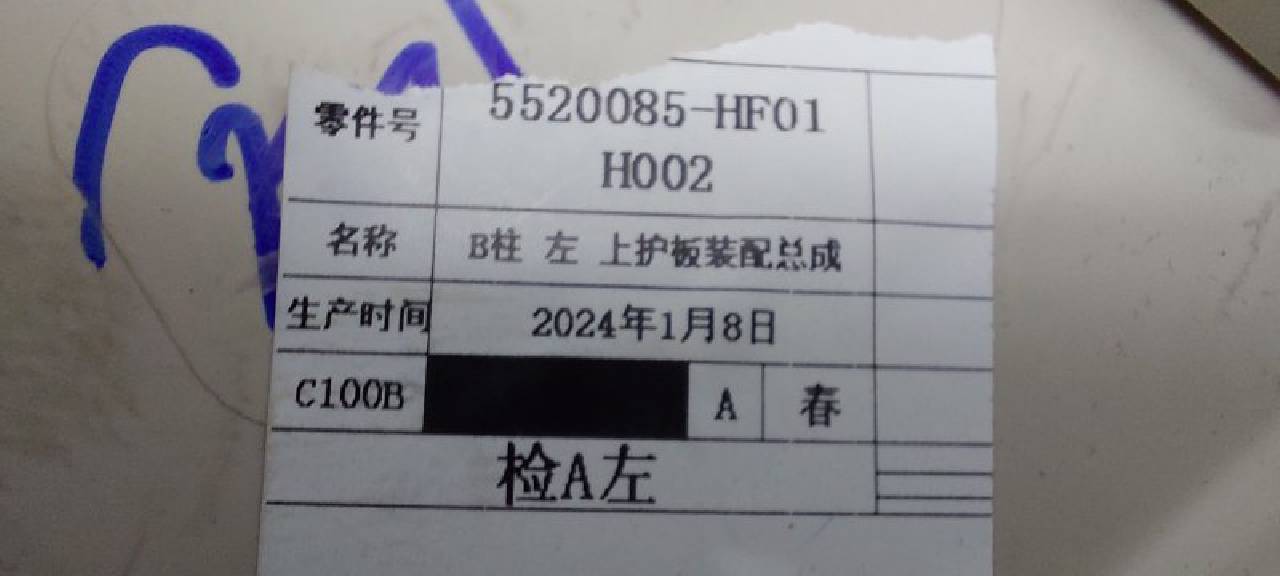 零件号 5520085-HF01
H002
名称 B柱 左 上护板装配总成
生产时间 2024年1月8日
C100B A 春
检A左